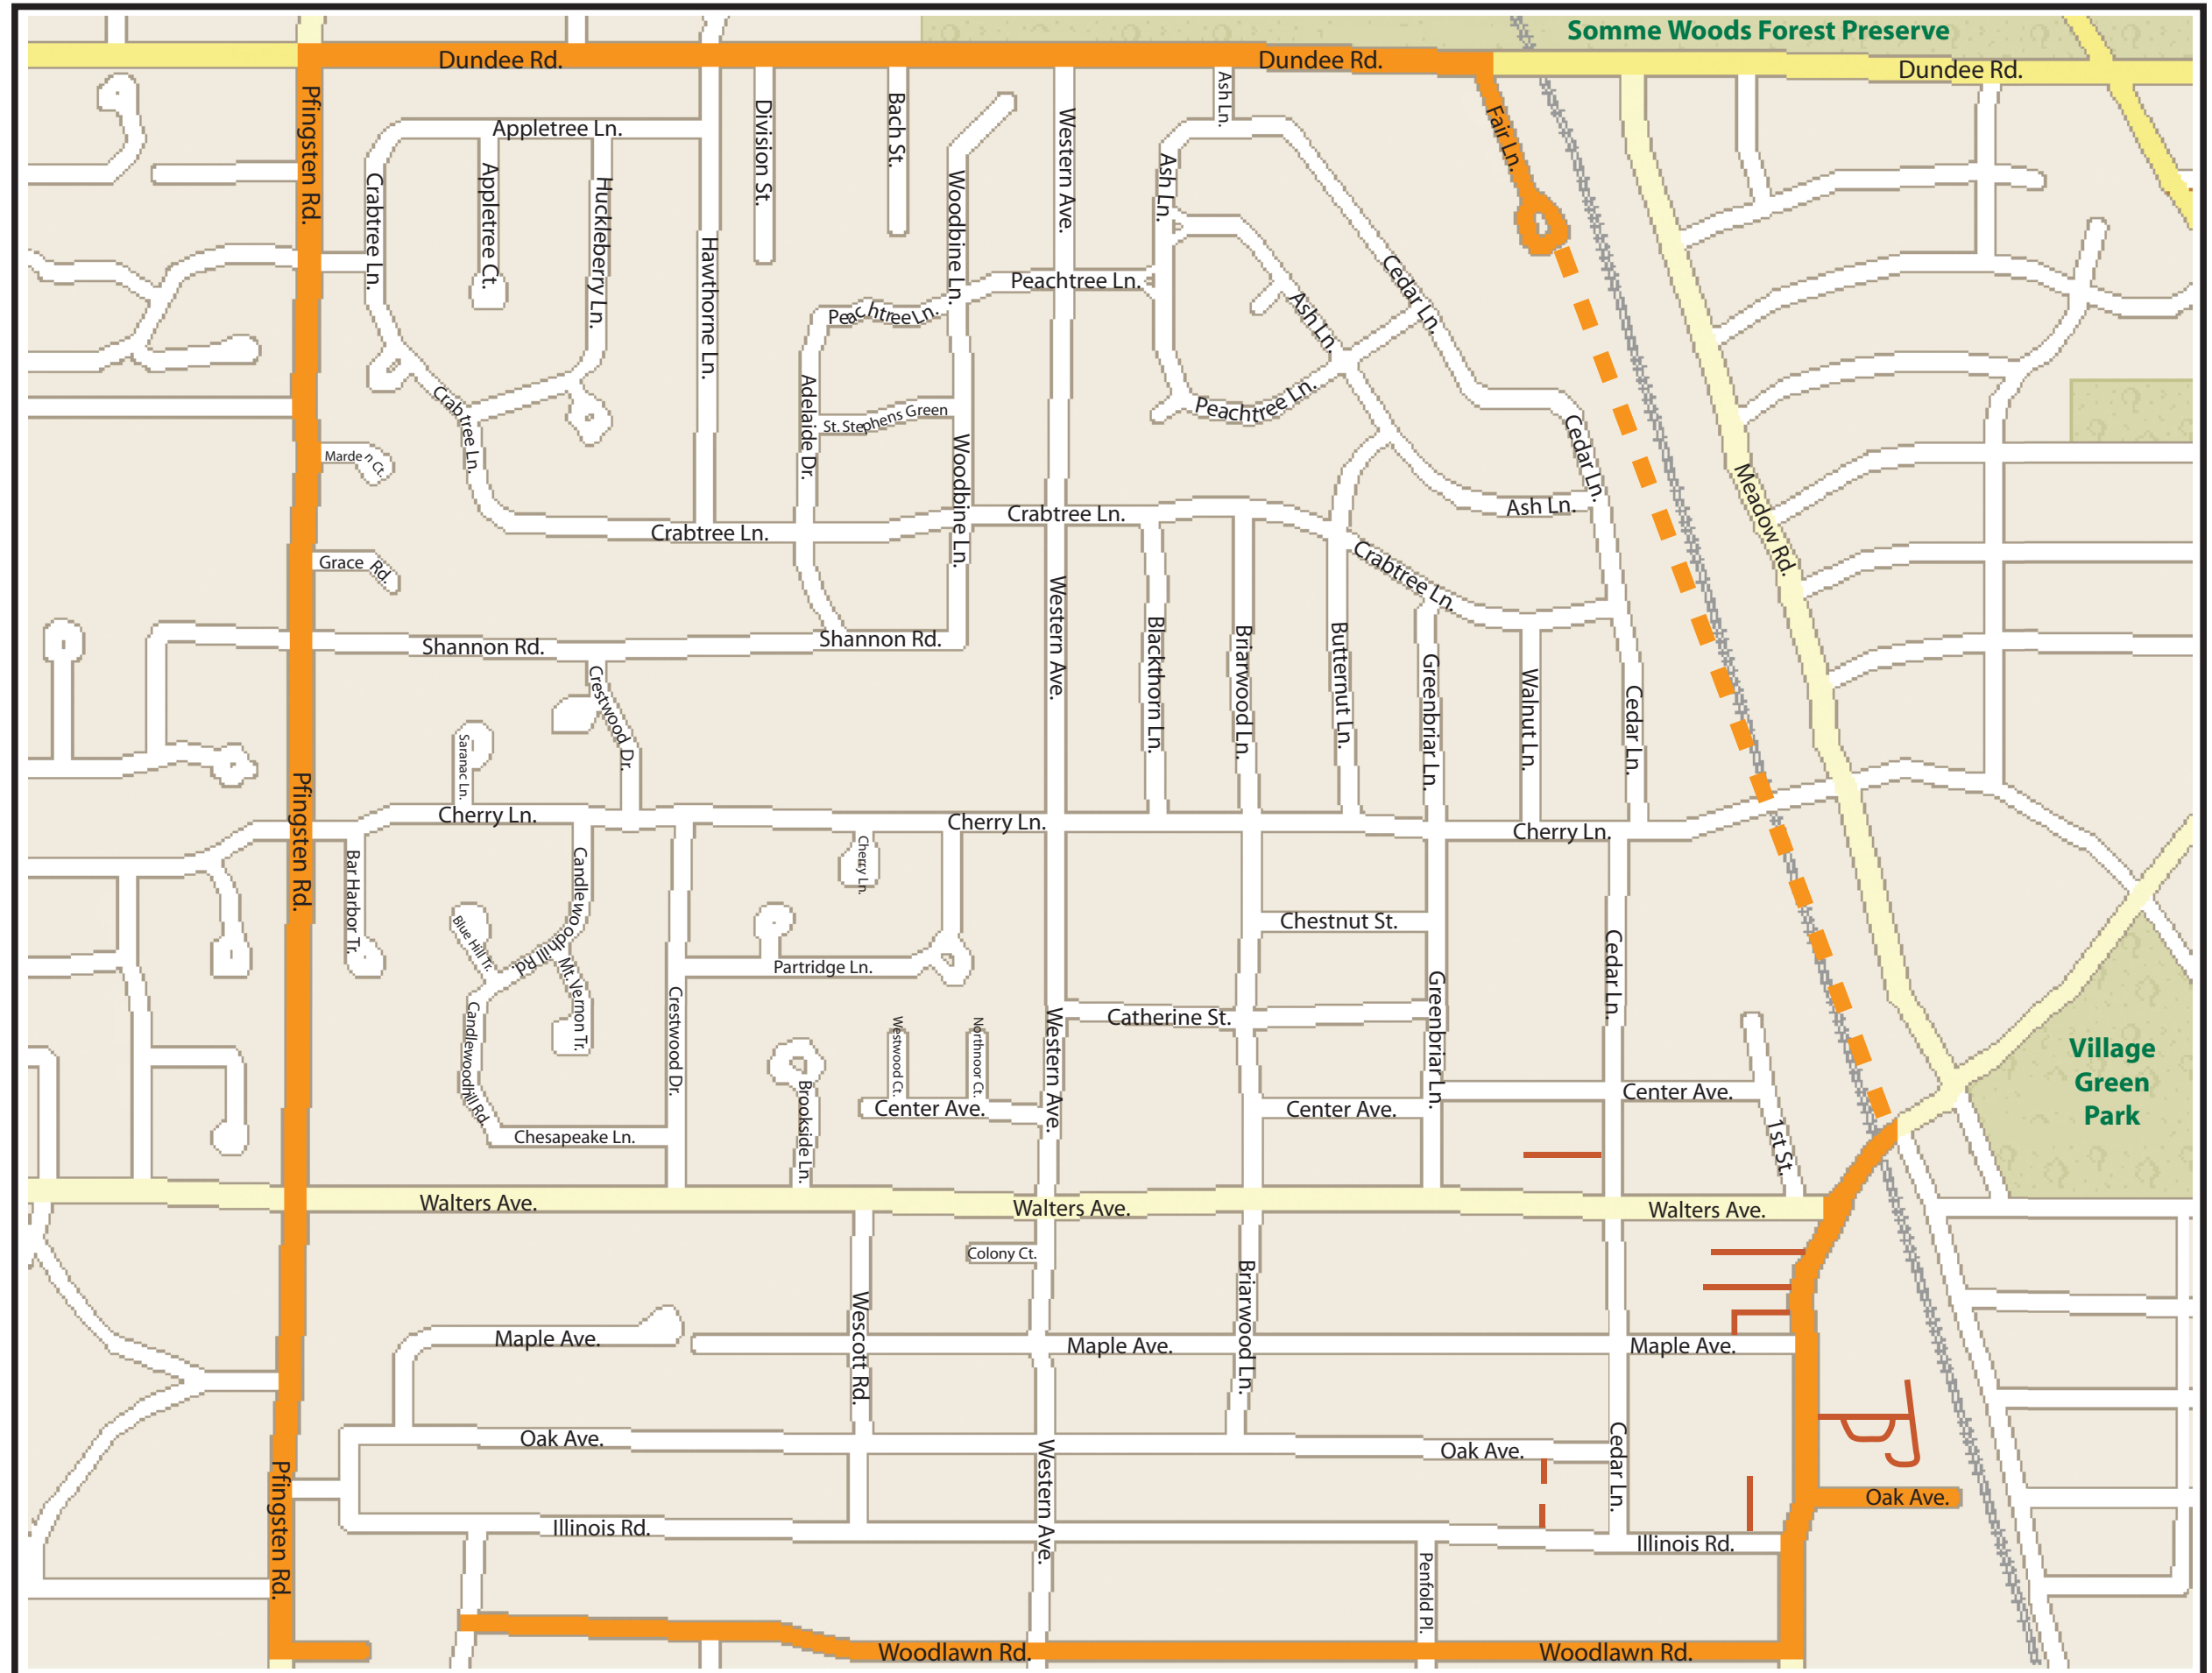 Somme Woods Forest Preserve
Dundee Rd.
Dundee Rd.
Dundee Rd.
Pfingsten Rd.
Appletree Ln.
Division St.
Bach St.
Western Ave.
Ash Ln.
Fair Ln.
Crabtree Ln.
Appletree Ct.
Huckleberry Ln.
Hawthorne Ln.
Woodbine Ln.
Ash Ln.
Peachtree Ln.
Cedar Ln.
Peachtree Ln.
Ash Ln.
Crabtree Ln.
Adelaide Dr.
St. Stephens Green
Peachtree Ln.
Marden Ct.
Woodbine Ln.
Cedar Ln.
Meadow Rd.
Crabtree Ln.
Crabtree Ln.
Ash Ln.
Grace Rd.
Crabtree Ln.
Western Ave.
Shannon Rd.
Shannon Rd.
Crestwood Dr.
Blackthorn Ln.
Briarwood Ln.
Butternut Ln.
Greenbriar Ln.
Walnut Ln.
Cedar Ln.
Saranac Ln.
Pfingsten Rd.
Cherry Ln.
Cherry Ln.
Cherry Ln.
Bar Harbor Tr.
Candlewoodhill Rd.
Cherry Ln.
Blue Hill Tr.
Chestnut St.
Mt. Vernon Tr.
Partridge Ln.
Cedar Ln.
Candlewoodhill Rd.
Crestwood Dr.
Westwood Ct.
Northnoor Ct.
Western Ave.
Catherine St.
Greenbriar Ln.
Village
Green
Park
Brookside Ln.
Center Ave.
Center Ave.
Center Ave.
Chesapeake Ln.
1st St.
Walters Ave.
Walters Ave.
Walters Ave.
Colony Ct.
Wescott Rd.
Briarwood Ln.
Maple Ave.
Maple Ave.
Maple Ave.
Oak Ave.
Oak Ave.
Cedar Ln.
Western Ave.
Pfingsten Rd.
Oak Ave.
Illinois Rd.
Illinois Rd.
Penfold Pl.
Woodlawn Rd.
Woodlawn Rd.